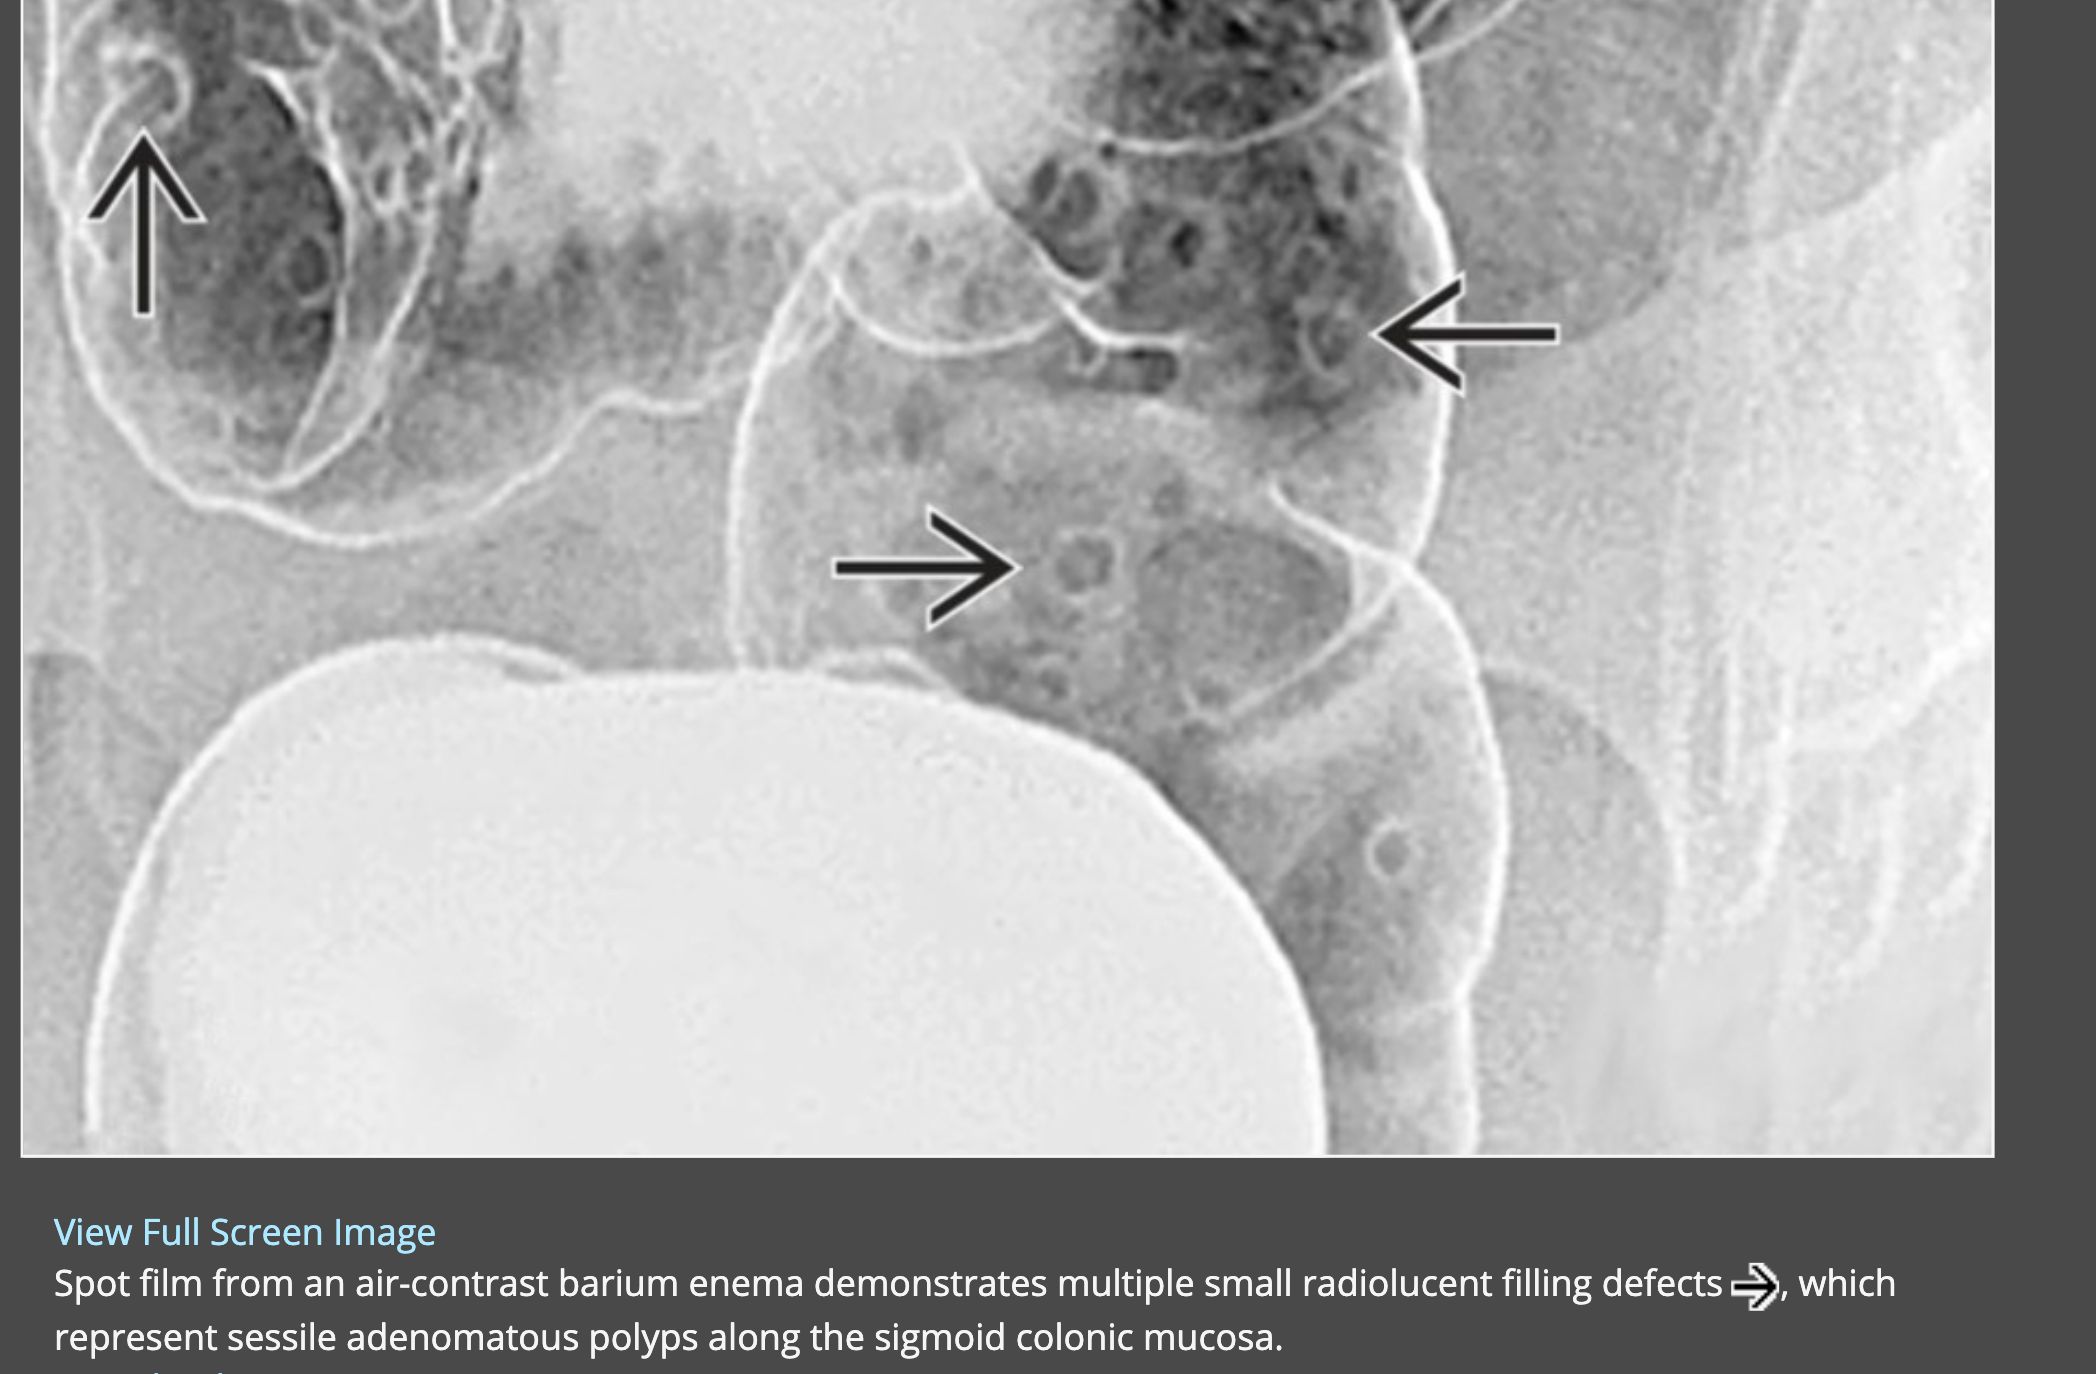 View Full Screen Image
Spot film from an air-contrast barium enema demonstrates multiple small radiolucent filling defects , which
represent sessile adenomatous polyps along the sigmoid colonic mucosa.